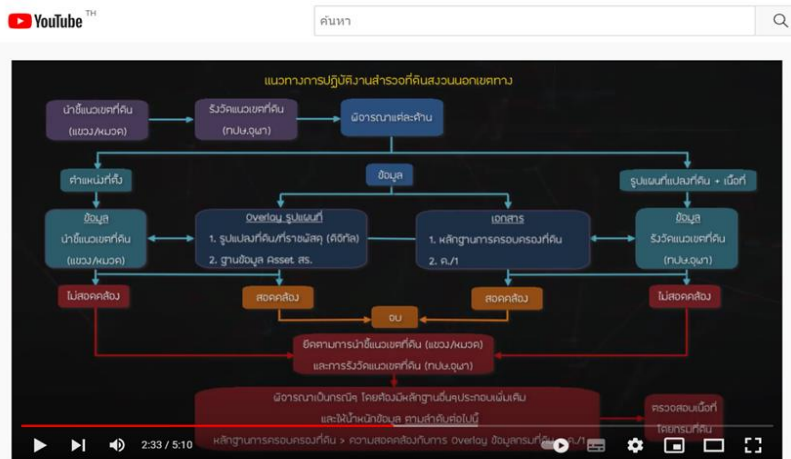 YouTube TH
ค้นหา
แนวทางการปฏิบัติงานสำรวจที่ดินสงวนนอกเขตทาง
นำชี้แนวเขตที่ดิน
(แขวง/หมวด)
รังวัดแนวเขตที่ดิน
(ทปษ.จุฬา)
พิจารณาแต่ละด้าน
ตำแหน่งที่ตั้ง
ข้อมูล
รูปแผนที่แปลงที่ดิน + เนื้อที่
ข้อมูล
นำชี้แนวเขตที่ดิน
(แขวง/หมวด)
Overlay รูปแผนที่
1. รูปแปลงที่ดิน/ที่ราชพัสดุ (ดิจิทัล)
2. ฐานข้อมูล Asset สร.
เอกสาร
1. หลักฐานการครอบครองที่ดิน
2. ค./1
ข้อมูล
รังวัดแนวเขตที่ดิน
(ทปษ.จุฬา)
ไม่สอดคล้อง
สอดคล้อง
สอดคล้อง
ไม่สอดคล้อง
จบ
ยึดตามการนำชี้แนวเขตที่ดิน (แขวง/หมวด)
และการรังวัดแนวเขตที่ดิน (ทปษ.จุฬา)
พิจารณาเป็นกรณีๆ โดยต้องมีหลักฐานอื่นๆประกอบเพิ่มเติม
และให้น้ำหนักข้อมูล ตามลำดับต่อไปนี้
หลักฐานการครอบครองที่ดิน > ความสอดคล้องกับการ Overlay ข้อมูลกรมที่ดิน ค./1
ตรวจสอบเนื้อที่
โดยกรมที่ดิน
2:33 / 5:10